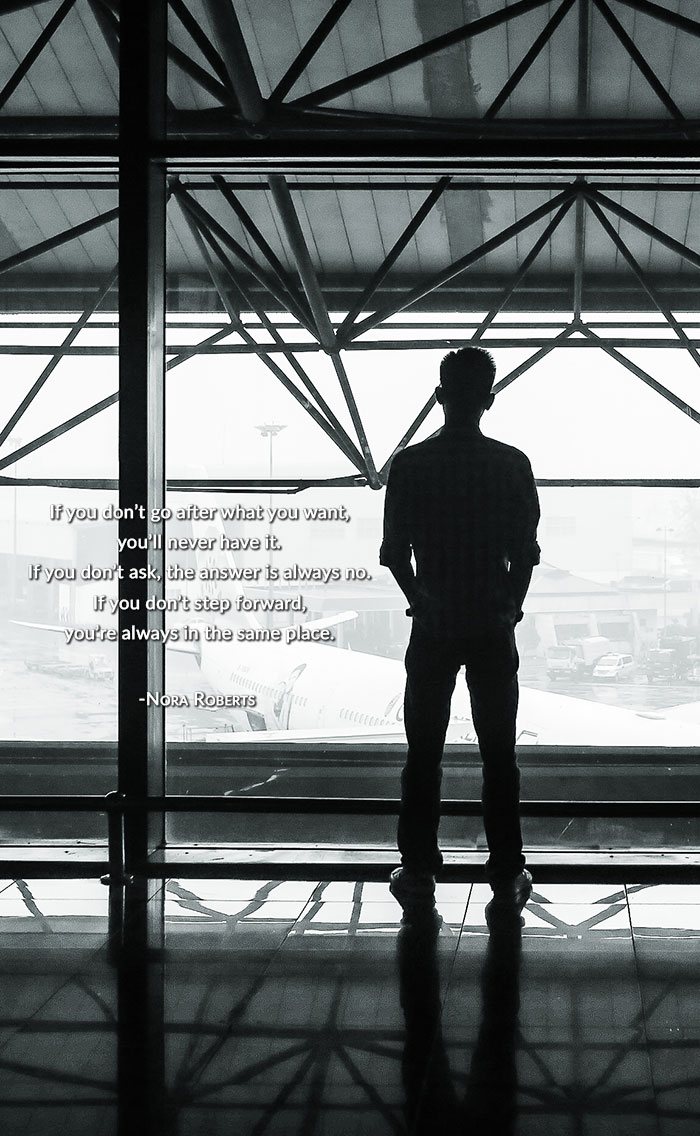 If you don't go after what you want,
you'll never have it.
If you don't ask, the answer is always no.
If you don't step forward,
you're always in the same place.
-Nora Roberts